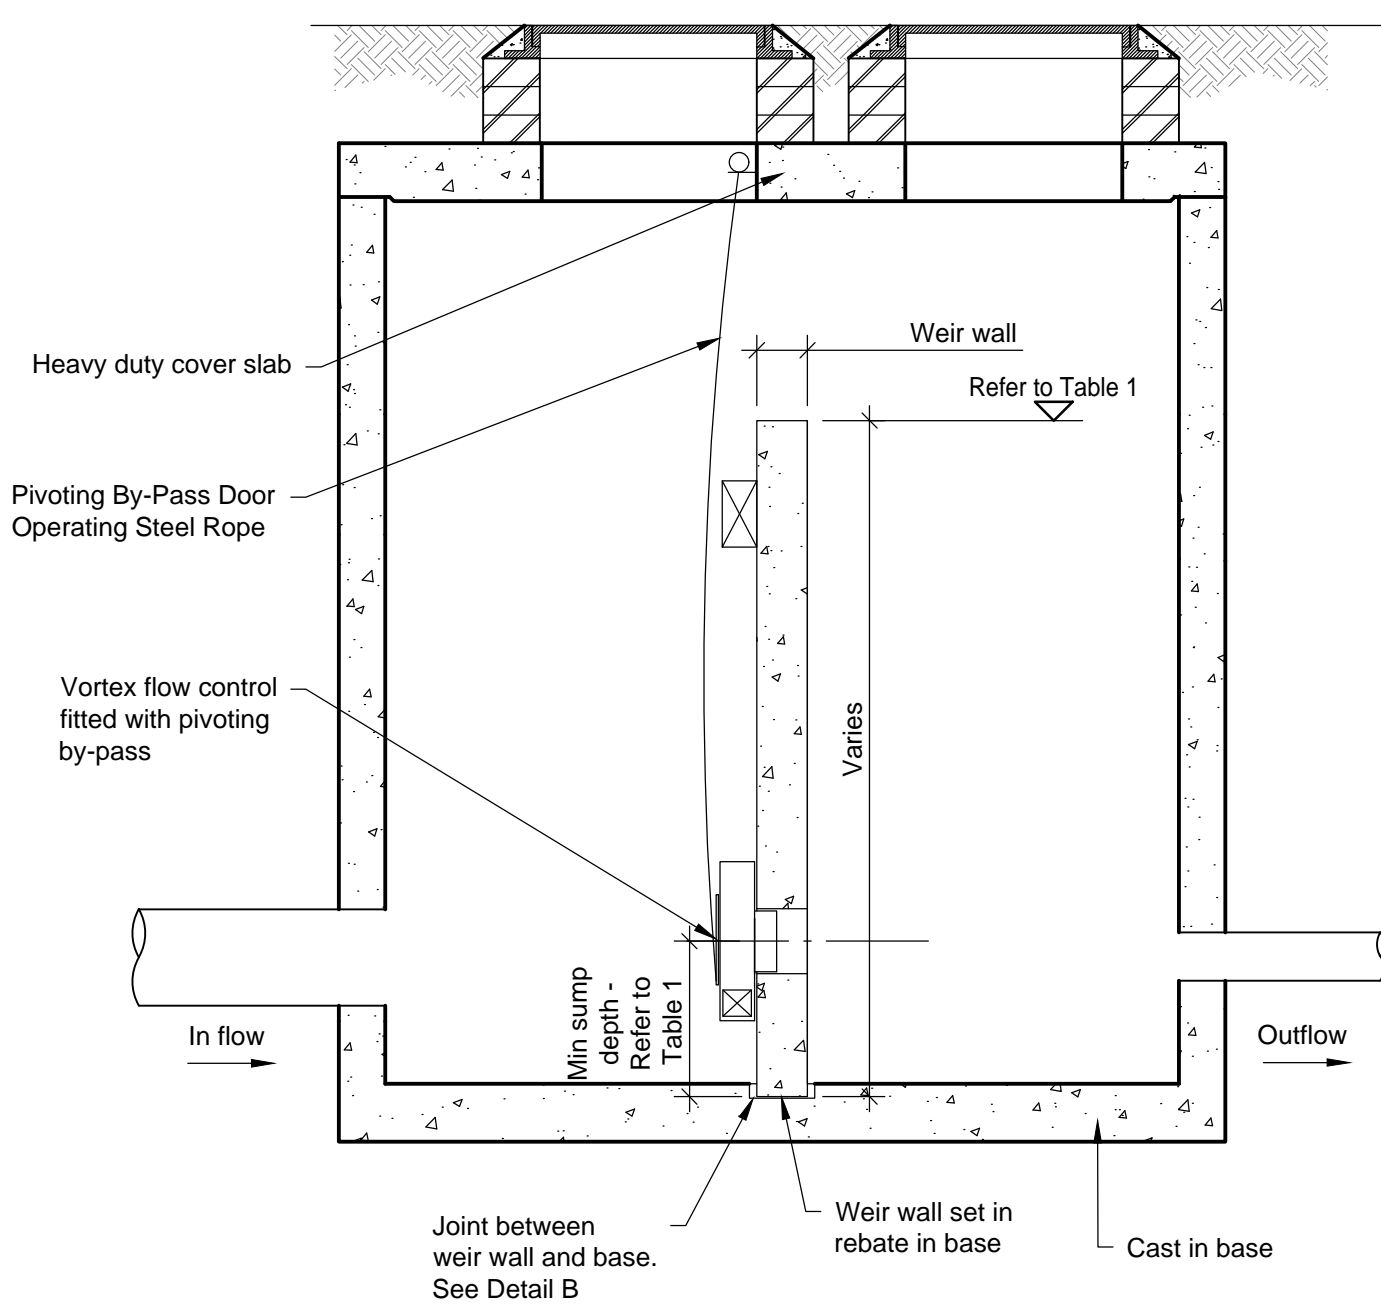 Weir wall
Heavy duty cover slab
Refer to Table 1
Pivoting By-Pass Door
Operating Steel Rope
Vortex flow control
fitted with pivoting
by-pass
Varies
Min sump
depth -
Refer to
Table 1
In flow
Outflow
Joint between
weir wall and base.
See Detail B
Weir wall set in
rebate in base
Cast in base